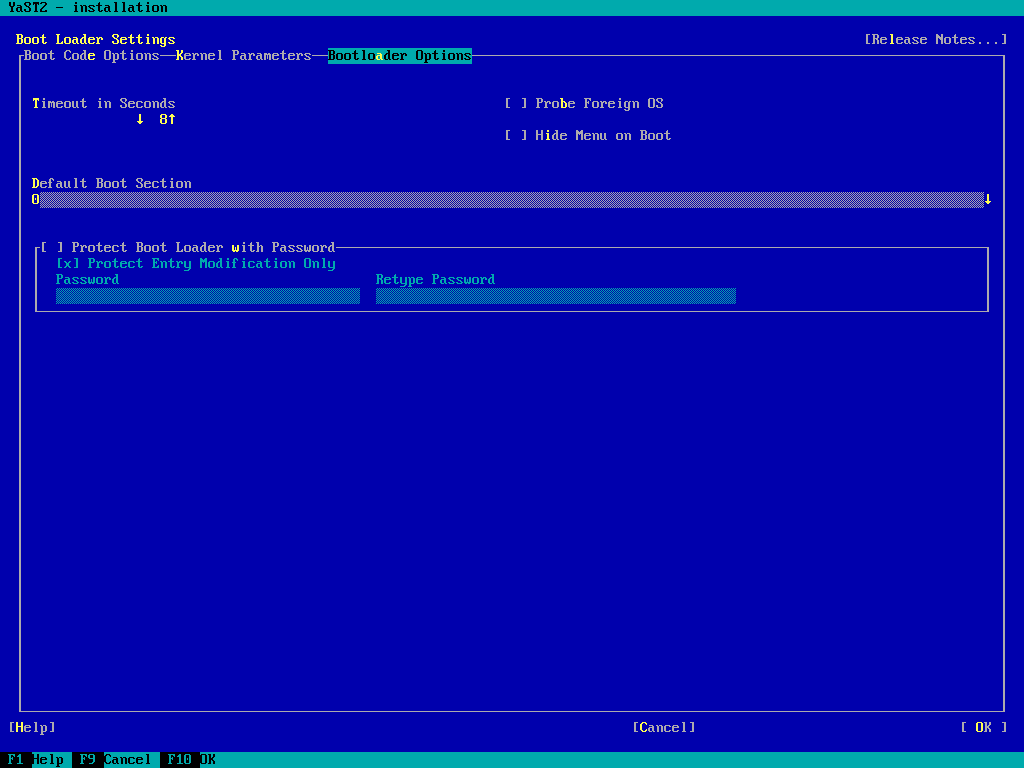 YaST2 - installation
Boot Loader Settings [Release Notes...]
Boot Code Options Kernel Parameters Bootloader Options
Timeout in Seconds [ ] Probe Foreign OS
↓ 8↑
[ ] Hide Menu on Boot
Default Boot Section
0 ↓
[ ] Protect Boot Loader with Password
[x] Protect Entry Modification Only
Password Retype Password
[Help] [Cancel] [ OK ]
F1 Help F9 Cancel F10 OK